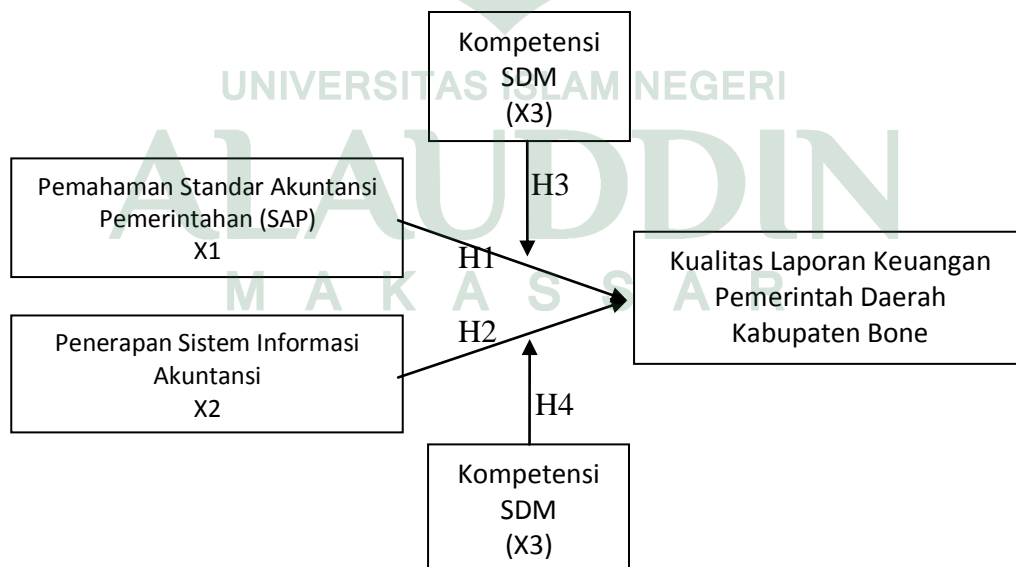 Kompetensi
SDM
(X3)
UNIVERSITAS ISLAM NEGERI
ALAUDDIN
MAKASSAR
H3
Pemahaman Standar Akuntansi
Pemerintahan (SAP)
X1
H1
Kualitas Laporan Keuangan
Pemerintah Daerah
Kabupaten Bone
Penerapan Sistem Informasi
Akuntansi
X2
H2
H4
Kompetensi
SDM
(X3)